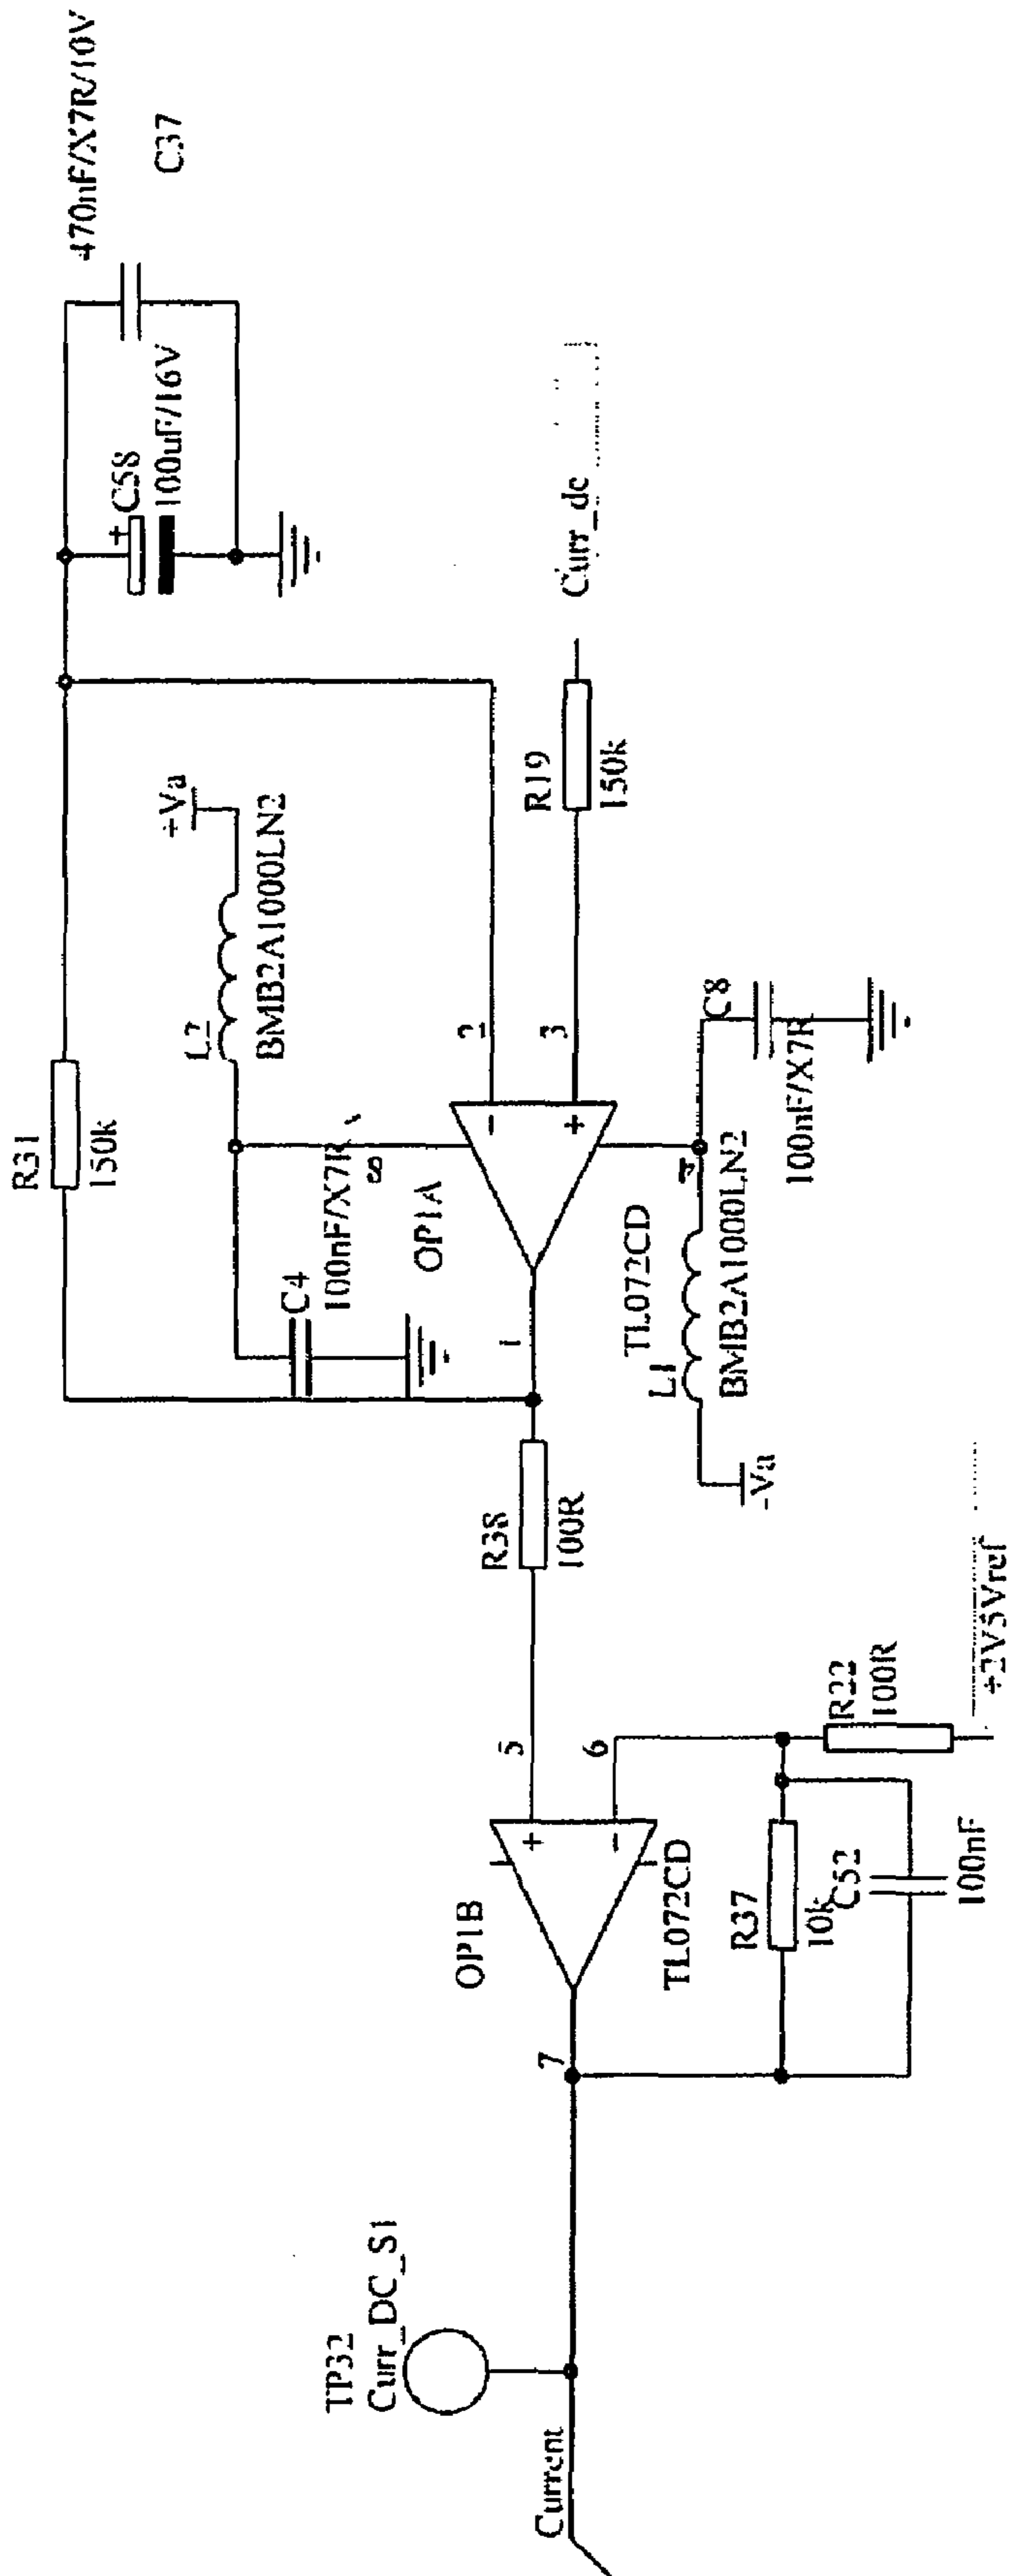 470nF/X7R/10V
C37
C58
+
100uF/16V
Curr_dc
R19
150k
+Va
L2
BMB2A1000LN2
R31
150k
2
3
-
+
8
4
C8
100nF/X7R
100nF/X7R
C4
OP1A
TL072CD
1
L1
BMB2A1000LN2
-Va
R38
100R
+2V5Vref
R22
100R
5
6
+
-
OP1B
TL072CD
R37
10k
C52
100nF
7
TP32
Curr_DC_S1
Current